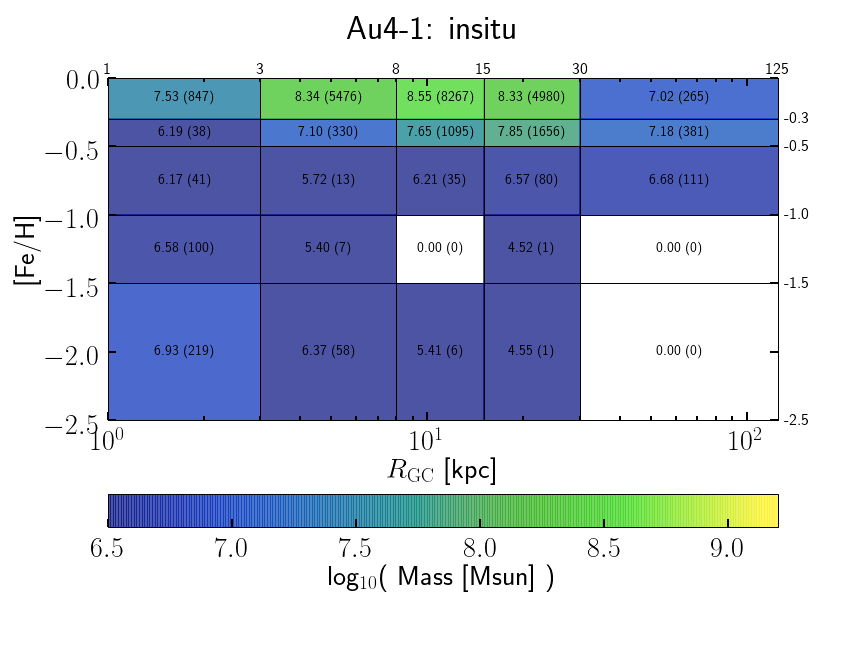 Au4-1: insitu
1 3 8 15 30 125
0.0 7.53 (847) 8.34 (5476) 8.55 (8267) 8.33 (4980) 7.02 (265)
-0.3
6.19 (38) 7.10 (330) 7.65 (1095) 7.85 (1656) 7.18 (381)
−0.5 -0.5
6.17 (41) 5.72 (13) 6.21 (35) 6.57 (80) 6.68 (111)
−1.0 -1.0
[Fe/H]
6.58 (100) 5.40 (7) 0.00 (0) 4.52 (1) 0.00 (0)
−1.5 -1.5
−2.0 6.93 (219) 6.37 (58) 5.41 (6) 4.55 (1) 0.00 (0)
−2.5 -2.5
10⁰ 10¹ 10²
R_GC [kpc]
6.5 7.0 7.5 8.0 8.5 9.0
log₁₀( Mass [Msun] )